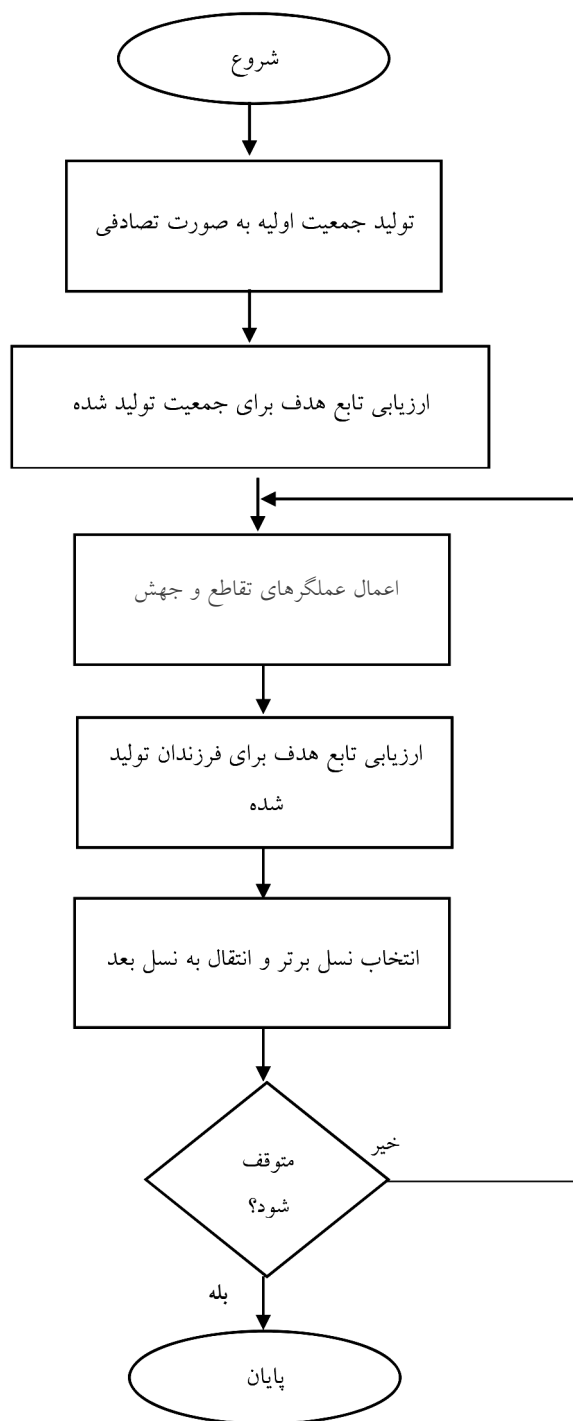 شروع
تولید جمعیت اولیه به صورت تصادفی
ارزیابی تابع هدف برای جمعیت تولید شده
اعمال عملگرهای تقاطع و جهش
ارزیابی تابع هدف برای فرزندان تولید
شده
انتخاب نسل برتر و انتقال به نسل بعد
خیر
متوقف
شود؟
بله
پایان